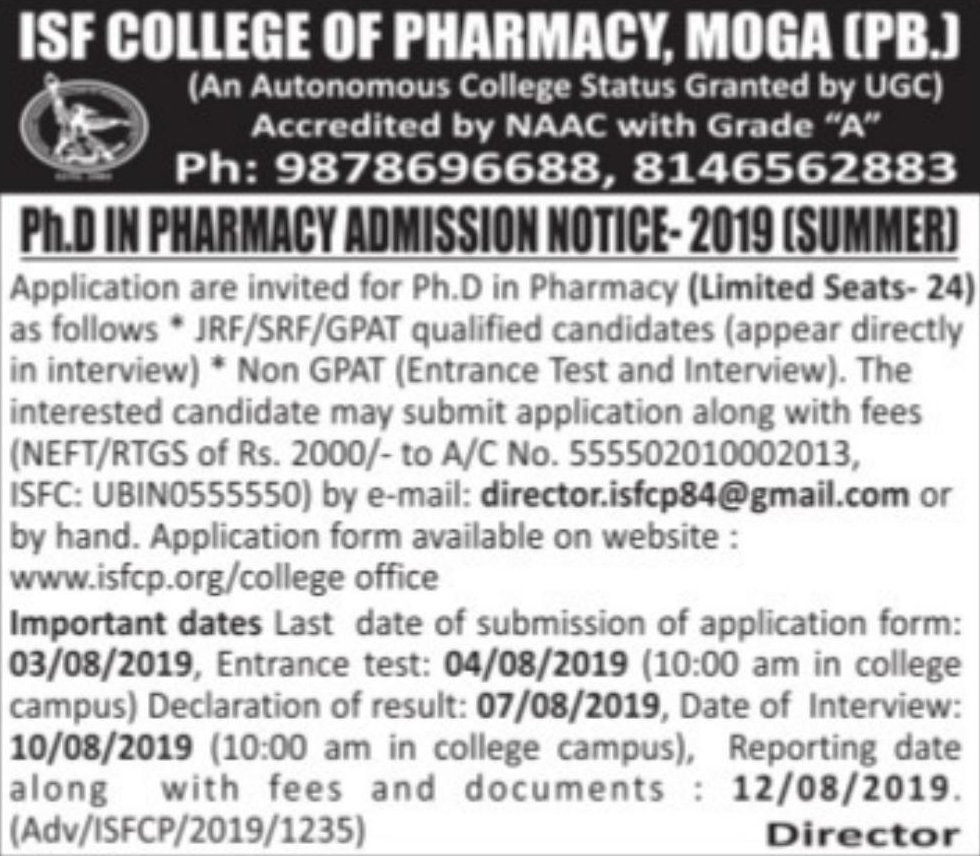 ISF COLLEGE OF PHARMACY, MOGA (PB.)
(An Autonomous College Status Granted by UGC)
Accredited by NAAC with Grade “A”
Ph: 9878696688, 8146562883
Ph.D IN PHARMACY ADMISSION NOTICE- 2019 (SUMMER)
Application are invited for Ph.D in Pharmacy (Limited Seats- 24)
as follows * JRF/SRF/GPAT qualified candidates (appear directly
in interview) * Non GPAT (Entrance Test and Interview). The
interested candidate may submit application along with fees
(NEFT/RTGS of Rs. 2000/- to A/C No. 555502010002013,
ISFC: UBIN0555550) by e-mail: director.isfcp84@gmail.com or
by hand. Application form available on website :
www.isfcp.org/college office
Important dates Last date of submission of application form:
03/08/2019, Entrance test: 04/08/2019 (10:00 am in college
campus) Declaration of result: 07/08/2019, Date of Interview:
10/08/2019 (10:00 am in college campus), Reporting date
along with fees and documents : 12/08/2019.
(Adv/ISFCP/2019/1235)
Director